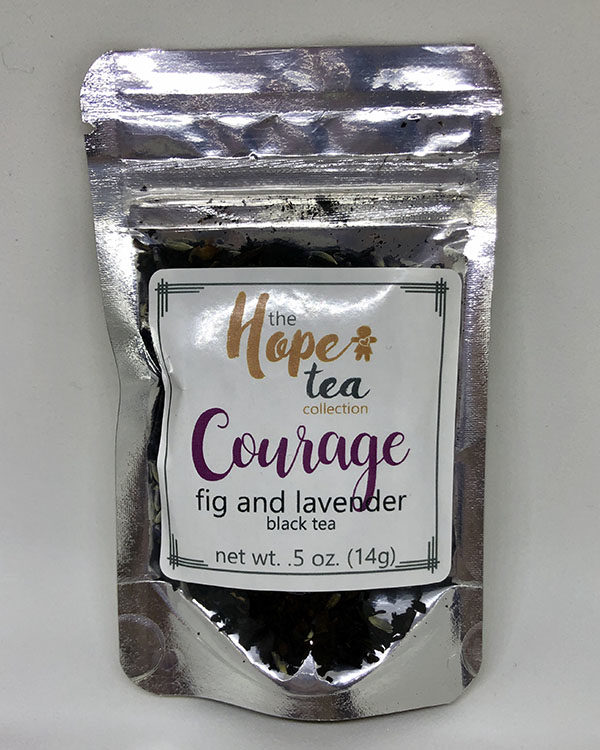 the
Hope
tea
collection
Courage
fig and lavender
black tea
net wt. .5 oz. (14g)